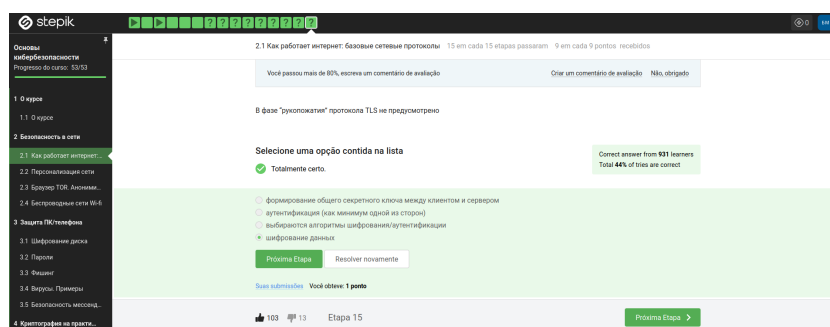 stepik
0
БМ
Основы
кибербезопасности
Progresso do curso: 53/53
1 О курсе
1.1 О курсе
2 Безопасность в сети
2.1 Как работает интернет:...
2.2 Персонализация сети
2.3 Браузер TOR. Анонимн...
2.4 Беспроводные сети Wi-fi
3 Защита ПК/телефона
3.1 Шифрование диска
3.2 Пароли
3.3 Фишинг
3.4 Вирусы. Примеры
3.5 Безопасность мессенд...
4 Криптография на практи...
2.1 Как работает интернет: базовые сетевые протоколы 15 em cada 15 etapas passaram 9 em cada 9 pontos recebidos
Você passou mais de 80%, escreva um comentário de avaliação Criar um comentário de avaliação Não, obrigado
В фазе "рукопожатия" протокола TLS не предусмотрено
Selecione uma opção contida na lista
Totalmente certo.
Correct answer from 931 learners
Total 44% of tries are correct
формирование общего секретного ключа между клиентом и сервером
аутентификация (как минимум одной из сторон)
выбираются алгоритмы шифрования/аутентификации
шифрование данных
Próxima Etapa Resolver novamente
Suas submissões Você obteve: 1 ponto
103 13 Etapa 15 Próxima Etapa